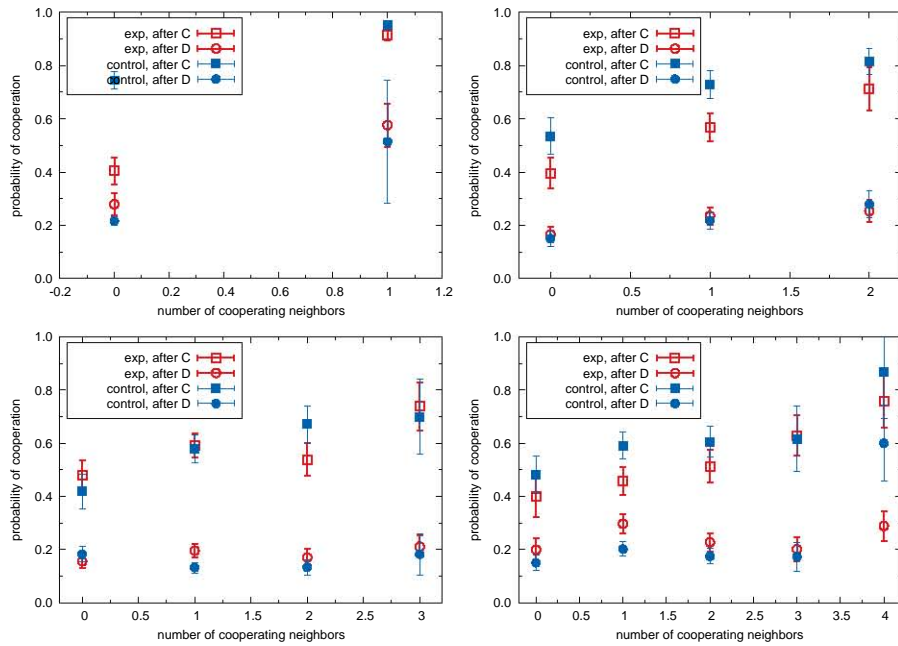 1.0
0.8
0.6
0.4
0.2
0.0
probability of cooperation
exp, after C
exp, after D
control, after C
control, after D
-0.2 0 0.2 0.4 0.6 0.8 1 1.2
number of cooperating neighbors
1.0
0.8
0.6
0.4
0.2
0.0
probability of cooperation
exp, after C
exp, after D
control, after C
control, after D
0 0.5 1 1.5 2
number of cooperating neighbors
1.0
0.8
0.6
0.4
0.2
0.0
probability of cooperation
exp, after C
exp, after D
control, after C
control, after D
0 0.5 1 1.5 2 2.5 3
number of cooperating neighbors
1.0
0.8
0.6
0.4
0.2
0.0
probability of cooperation
exp, after C
exp, after D
control, after C
control, after D
0 0.5 1 1.5 2 2.5 3 3.5 4
number of cooperating neighbors